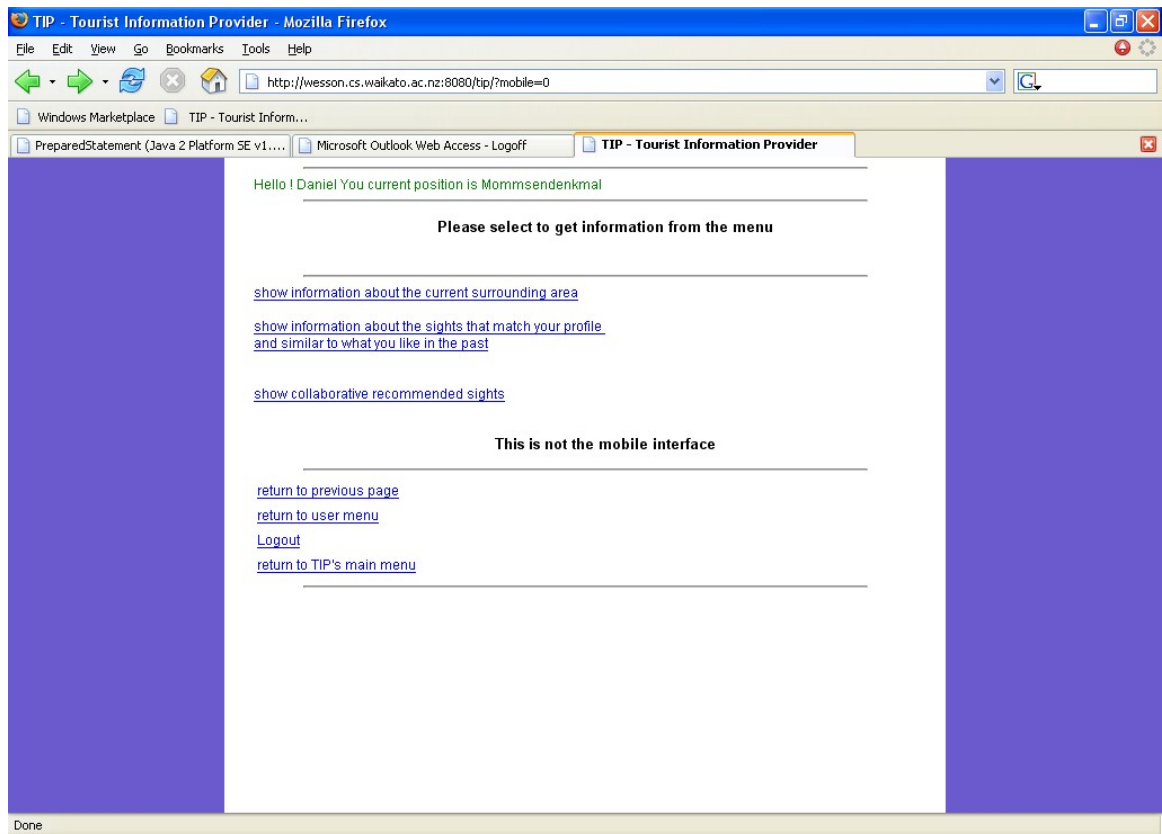 TIP - Tourist Information Provider - Mozilla Firefox
File Edit View Go Bookmarks Tools Help
http://wesson.cs.waikato.ac.nz:8080/tip/?mobile=0
G
Windows Marketplace TIP - Tourist Inform...
PreparedStatement (Java 2 Platform SE v1.... Microsoft Outlook Web Access - Logoff TIP - Tourist Information Provider
Hello ! Daniel You current position is Mommsendenkmal
Please select to get information from the menu
show information about the current surrounding area
show information about the sights that match your profile
and similar to what you like in the past
show collaborative recommended sights
This is not the mobile interface
return to previous page
return to user menu
Logout
return to TIP's main menu
Done